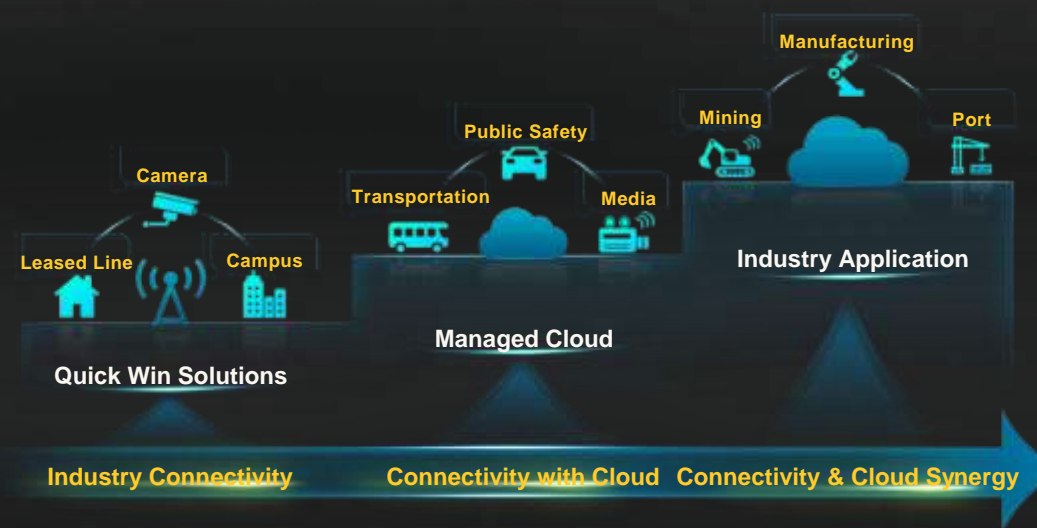 Manufacturing
Mining
Port
Public Safety
Camera
Transportation
Media
Leased Line
Campus
Industry Application
Managed Cloud
Quick Win Solutions
Industry Connectivity
Connectivity with Cloud
Connectivity & Cloud Synergy